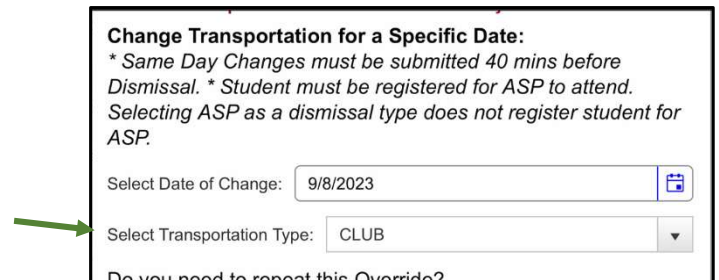 Change Transportation for a Specific Date:
* Same Day Changes must be submitted 40 mins before
Dismissal. * Student must be registered for ASP to attend.
Selecting ASP as a dismissal type does not register student for
ASP.
Select Date of Change: 9/8/2023
Select Transportation Type: CLUB
Do you need to repeat this Override?